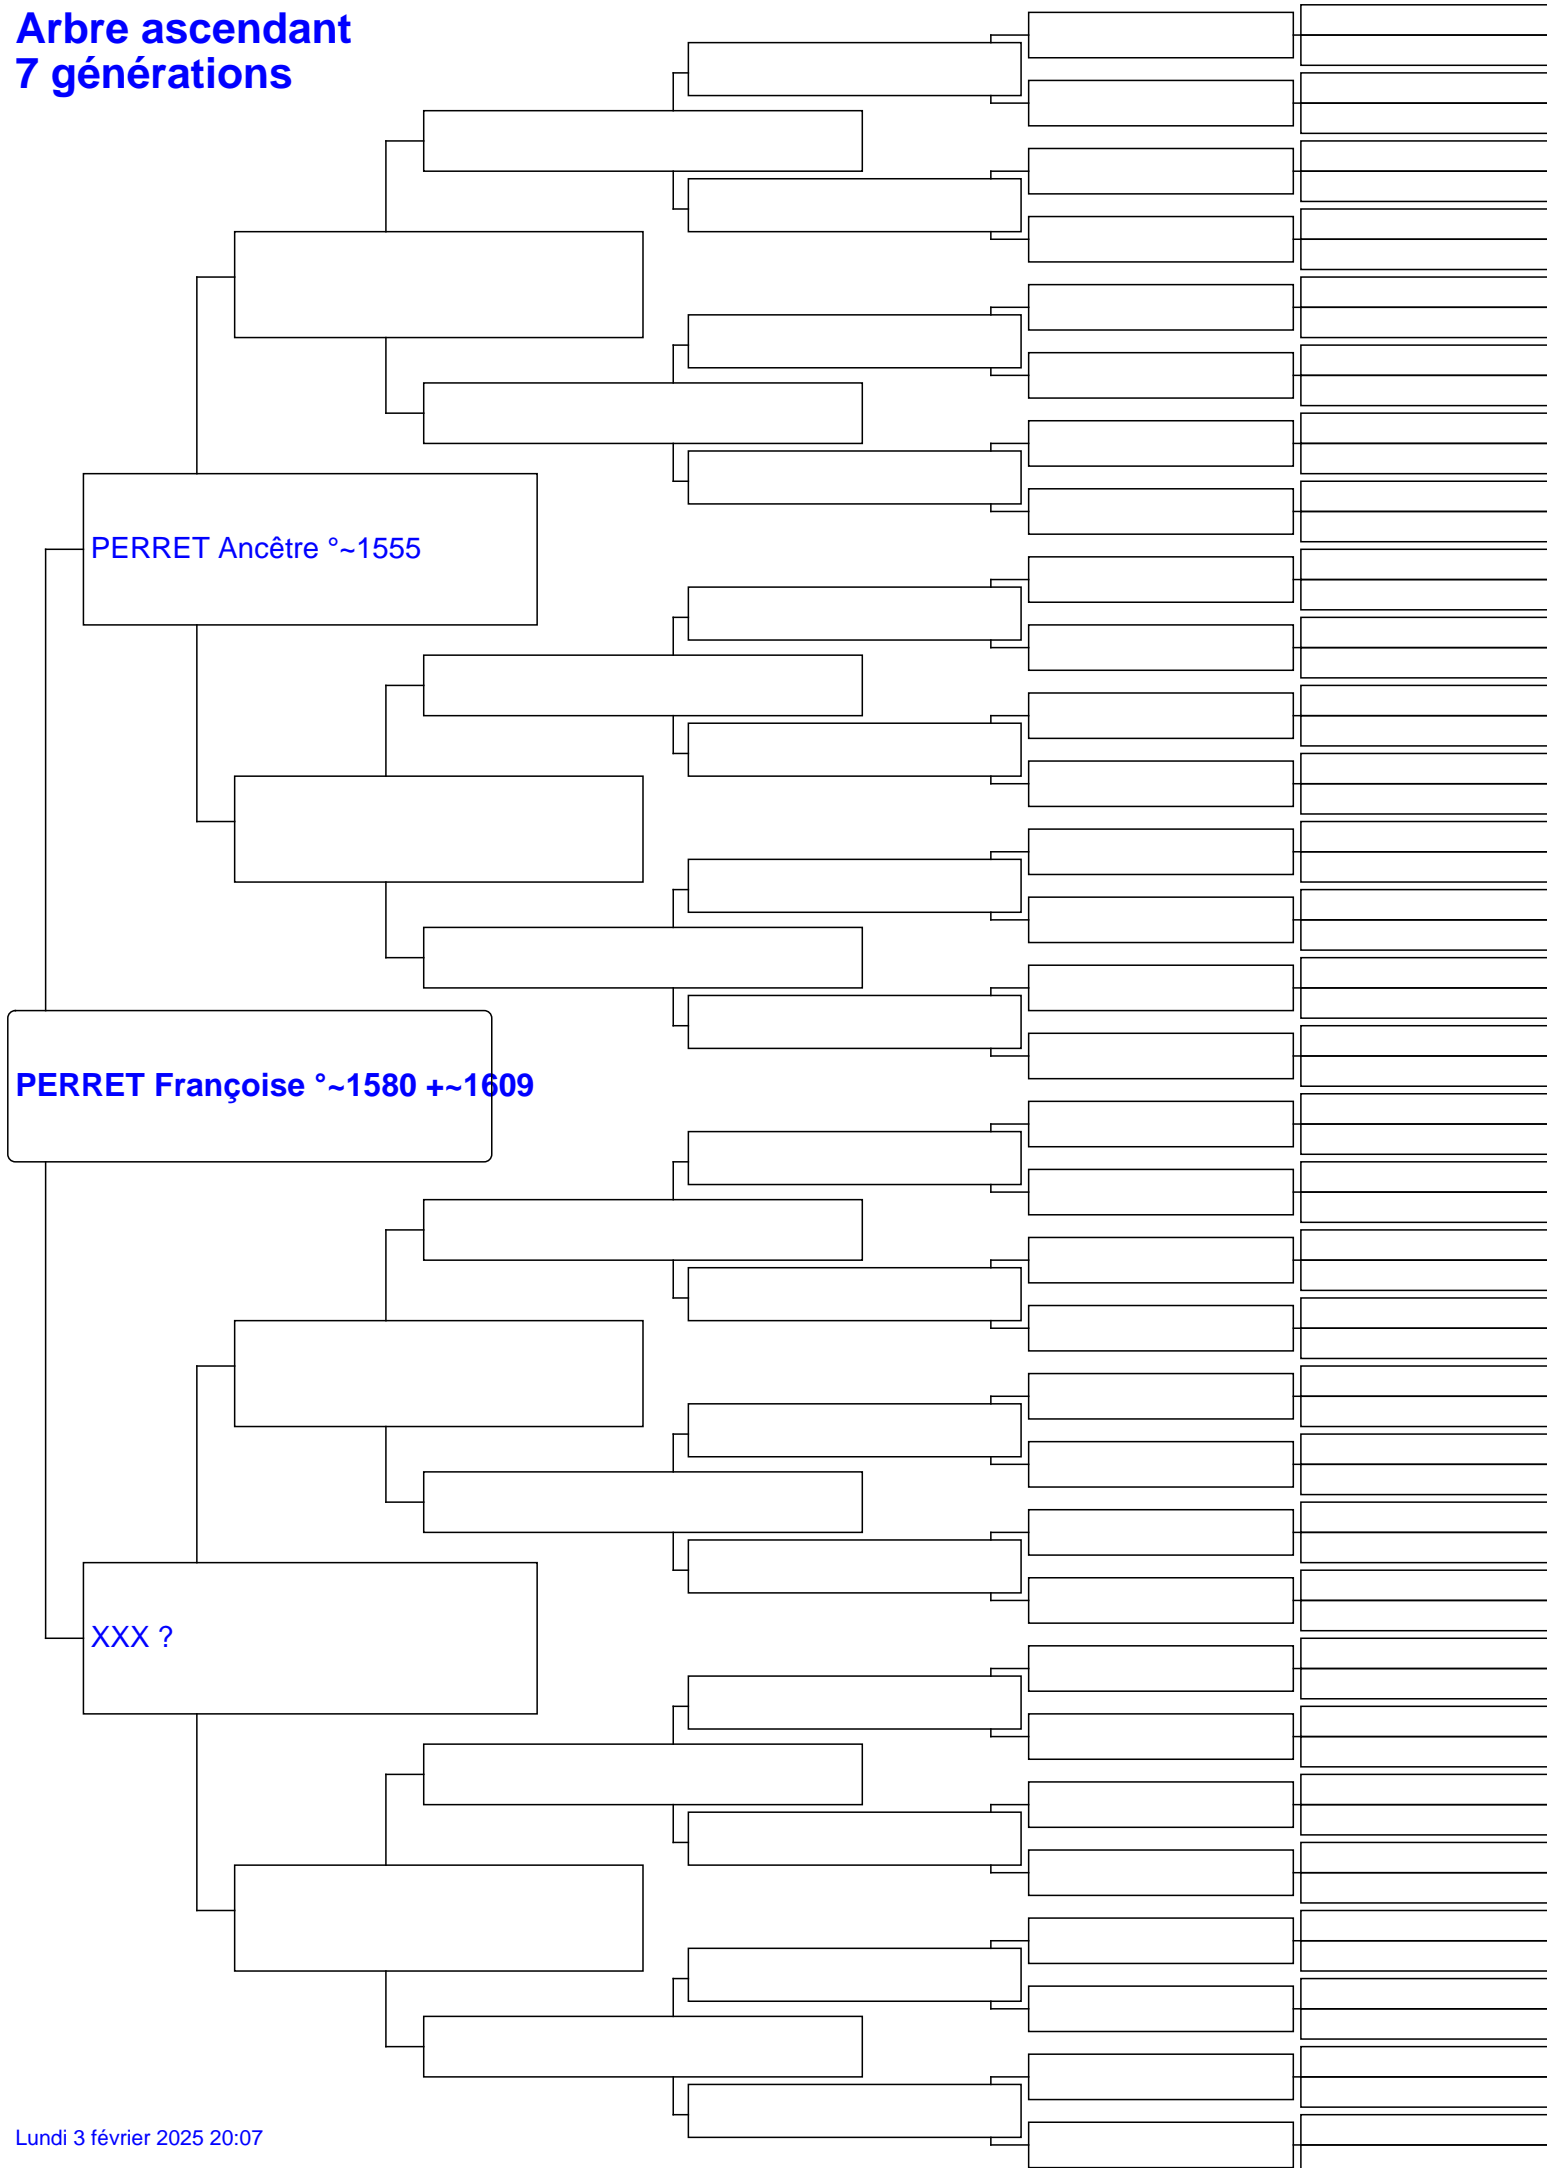 Arbre ascendant
7 générations
PERRET Ancêtre °~1555
PERRET Françoise °~1580 +~1609
XXX ?
Lundi 3 février 2025 20:07